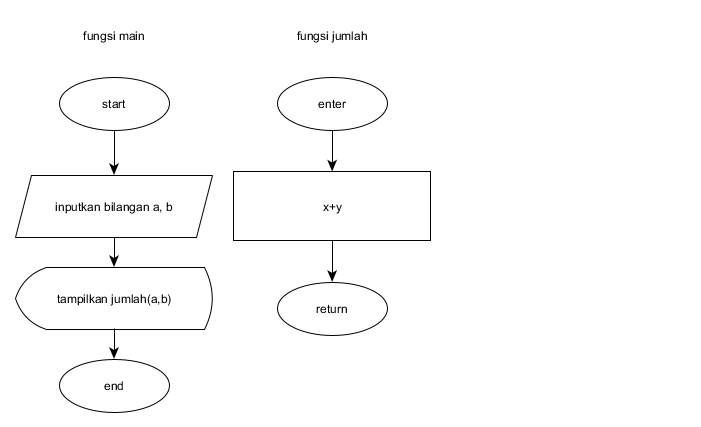 fungsi main
start
inputkan bilangan a, b
tampilkan jumlah(a,b)
end
fungsi jumlah
enter
x+y
return